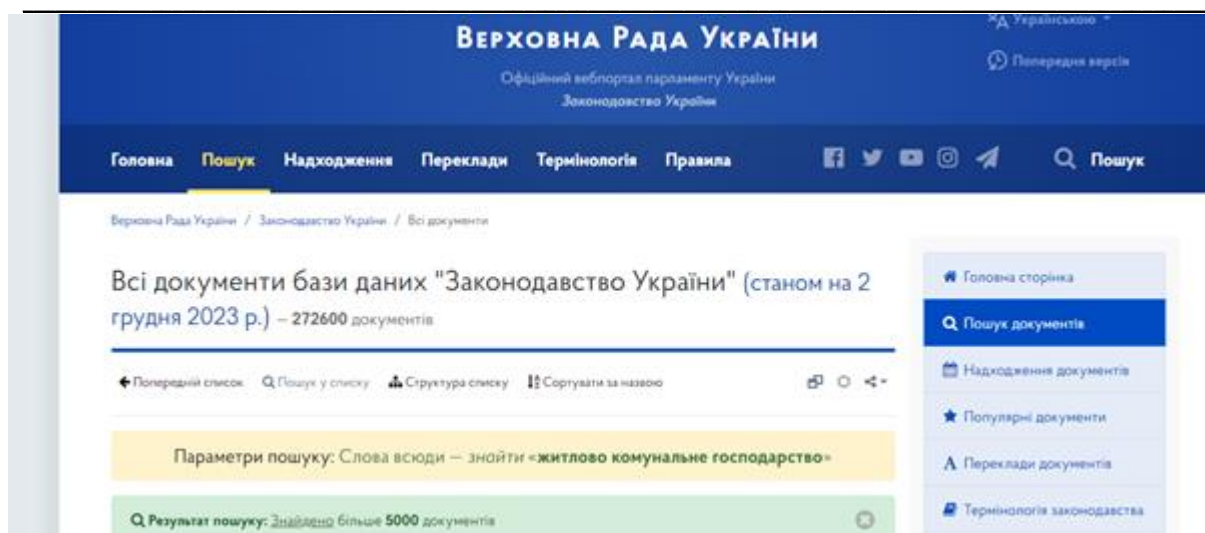 Українською
ВЕРХОВНА РАДА УКРАЇНИ
Попередня версія
Офіційний вебпортал парламенту України
Законодавство України
Головна Пошук Надходження Переклади Термінологія Правила Пошук
Верховна Рада України / Законодавство України / Всі документи
Всі документи бази даних "Законодавство України" (станом на 2
грудня 2023 р.) – 272600 документів
Попередній список Пошук у списку Структура списку Сортувати за назвою
Параметри пошуку: Слова всюди — знайти «житлово комунальне господарство»
Результат пошуку: Знайдено більше 5000 документів
Головна сторінка
Пошук документів
Надходження документів
Популярні документи
Переклади документів
Термінологія законодавства